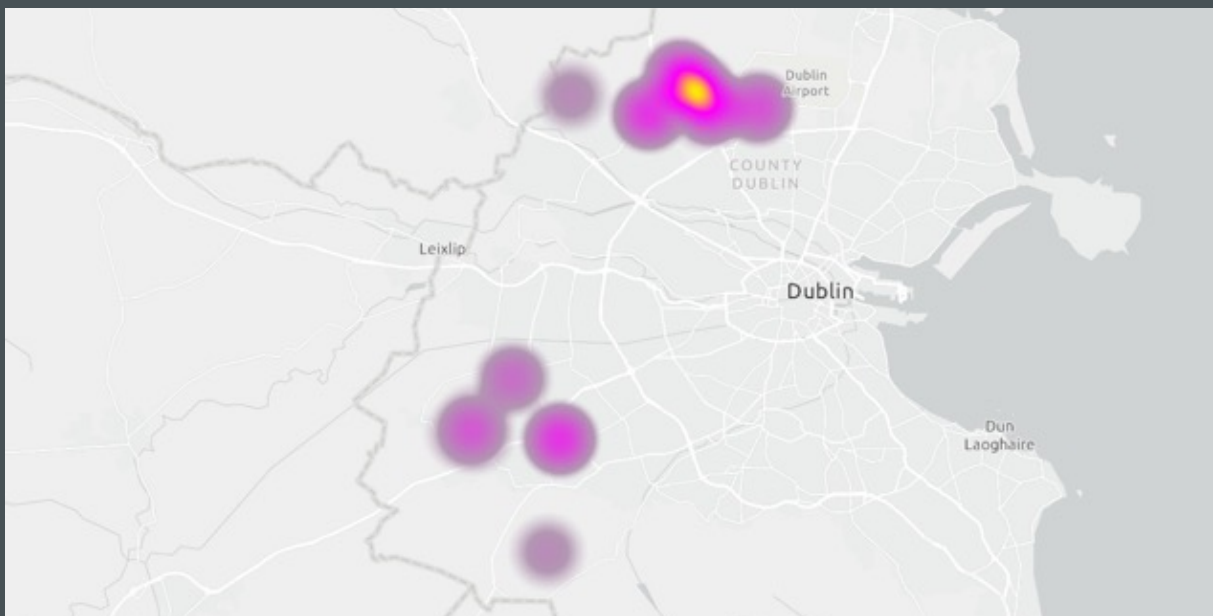 Dublin
Airport
COUNTY
DUBLIN
Leixlip
Dublin
Dun
Laoghaire